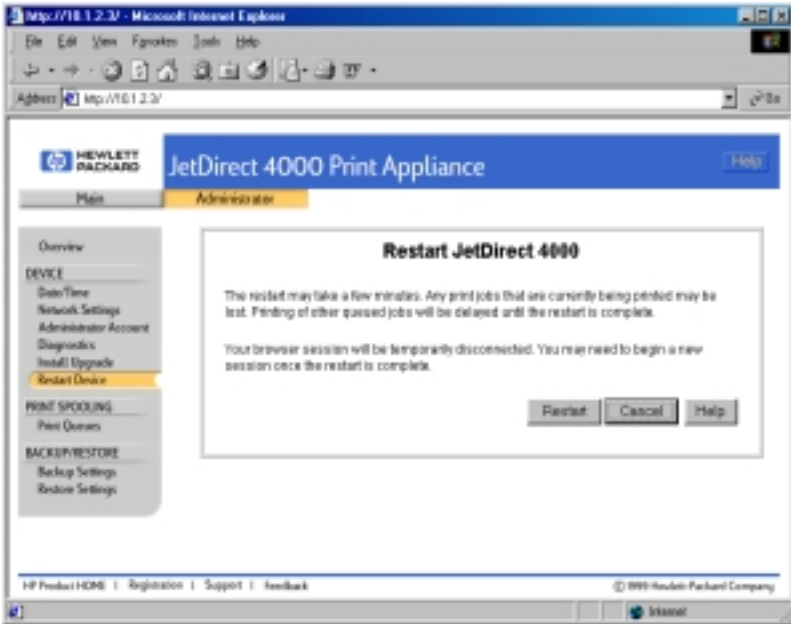 http://10.1.2.3/ - Microsoft Internet Explorer
File Edit View Favorites Tools Help
Address http://10.1.2.3/ Go
HEWLETT
PACKARD
JetDirect 4000 Print Appliance
Help
Main Administrator
Overview
DEVICE
Date/Time
Network Settings
Administrator Account
Diagnostics
Install Upgrade
Restart Device
PRINT SPOOLING
Print Queues
BACKUP/RESTORE
Backup Settings
Restore Settings
Restart JetDirect 4000
The restart may take a few minutes. Any print jobs that are currently being printed may be
lost. Printing of other queued jobs will be delayed until the restart is complete.
Your browser session will be temporarily disconnected. You may need to begin a new
session once the restart is complete.
Restart Cancel Help
HP Product HOME | Registration | Support | Feedback
© 1999 Hewlett-Packard Company
Internet